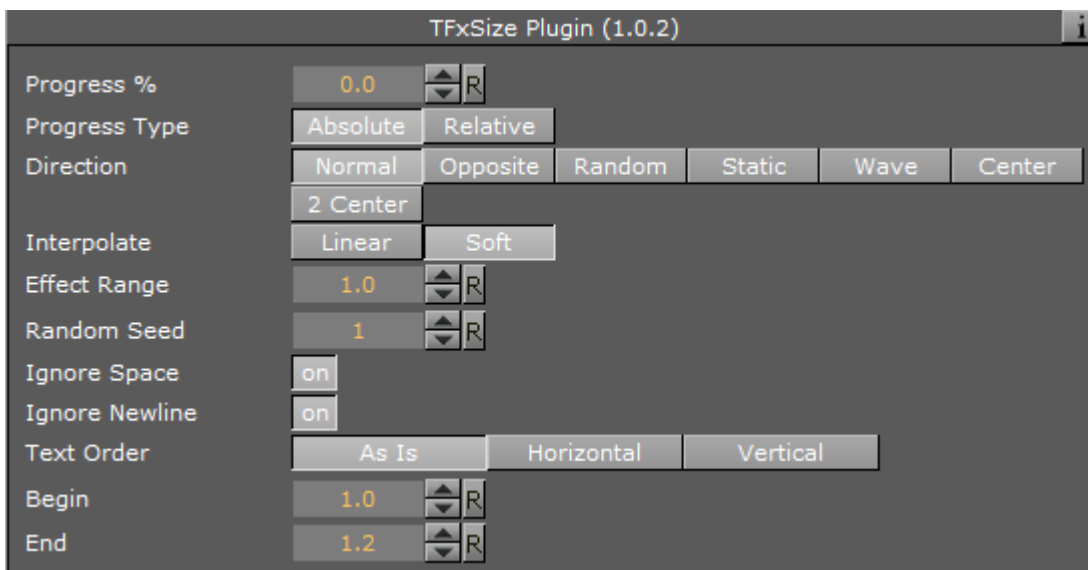 TFxSize Plugin (1.0.2) i
Progress % 0.0 R
Progress Type Absolute Relative
Direction Normal Opposite Random Static Wave Center
2 Center
Interpolate Linear Soft
Effect Range 1.0 R
Random Seed 1 R
Ignore Space on
Ignore Newline on
Text Order As Is Horizontal Vertical
Begin 1.0 R
End 1.2 R